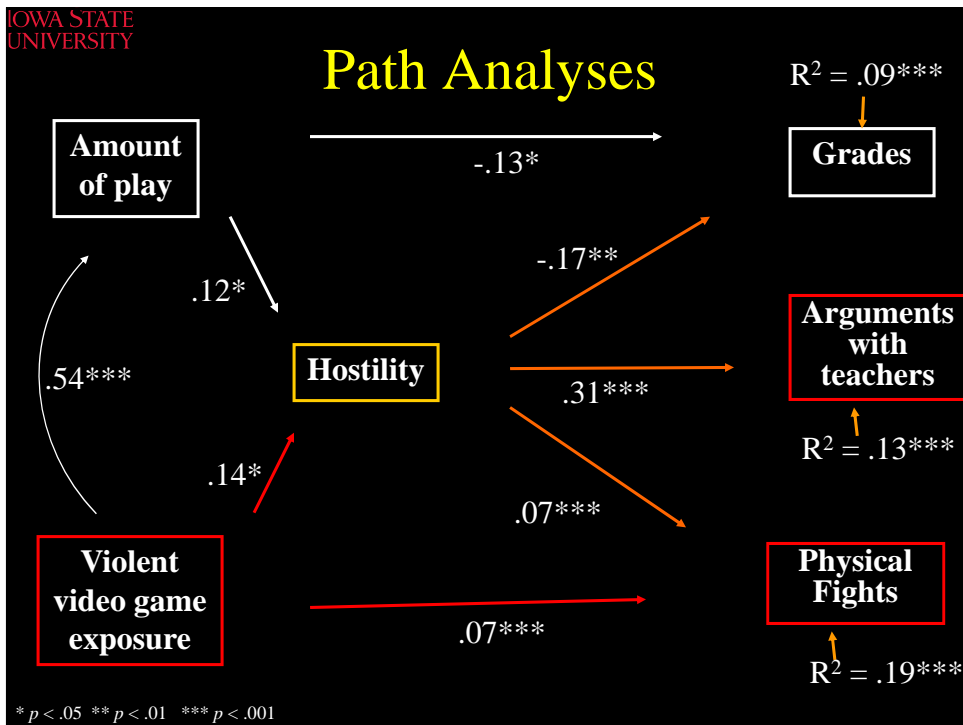 IOWA STATE
UNIVERSITY
Path Analyses
R² = .09***
Amount
of play
-.13*
Grades
-.17**
.12*
Arguments
with
teachers
Hostility
.54***
.31***
R² = .13***
.14*
.07***
Violent
video game
exposure
Physical
Fights
.07***
R² = .19***
* p < .05 ** p < .01 *** p < .001